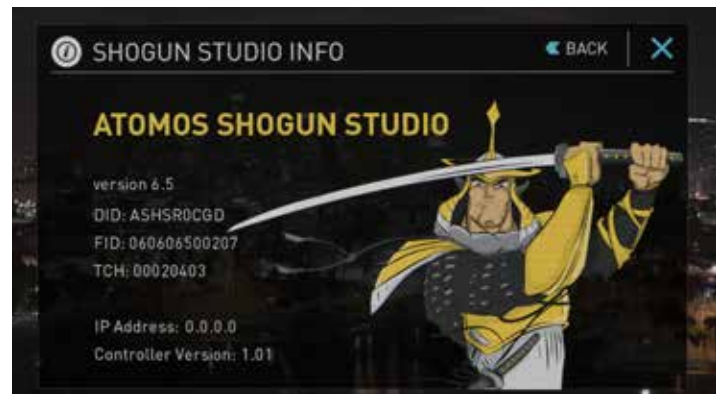 SHOGUN STUDIO INFO
BACK
ATOMOS SHOGUN STUDIO
version 6.5
DID: ASHSR0CGD
FID: 060606500207
TCH: 00020403
IP Address: 0.0.0.0
Controller Version: 1.01